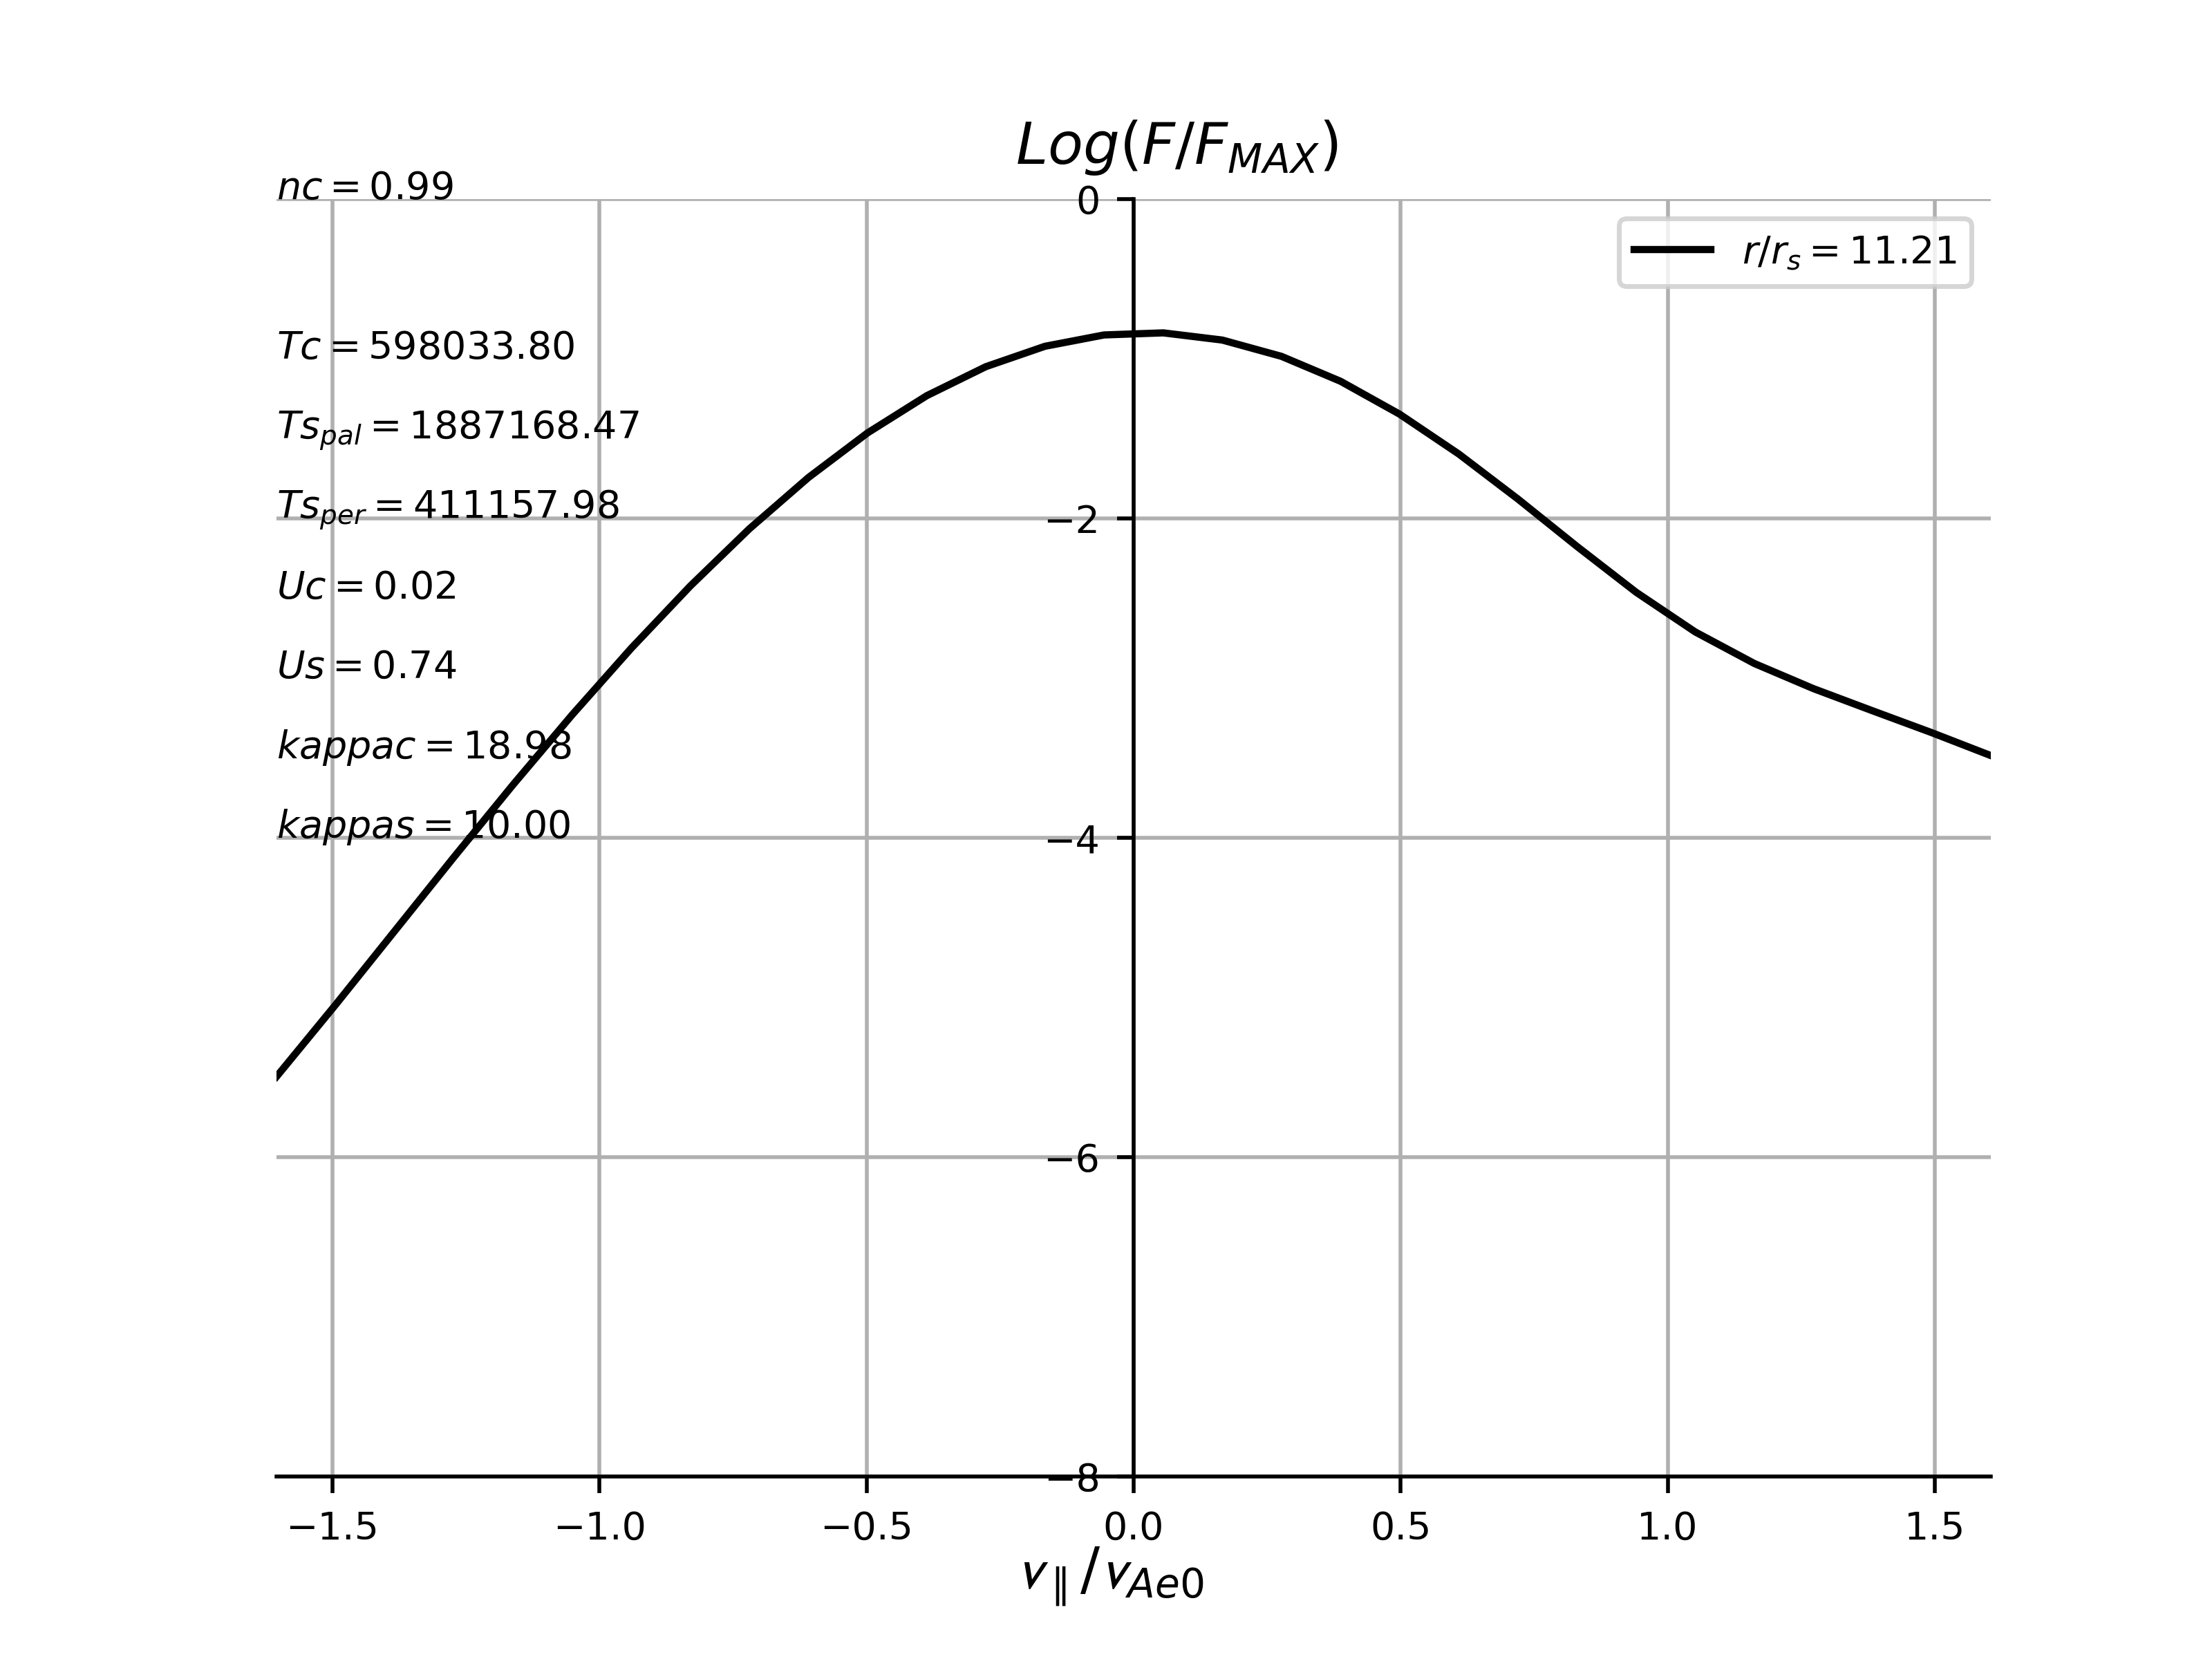 Log(F/F_MAX)
nc = 0.99
0
r/r_s = 11.21
Tc = 598033.80
Ts_pal = 1887168.47
Ts_per = 411157.98
−2
Uc = 0.02
Us = 0.74
kappac = 18.98
kappas = 10.00
−4
−6
−8
−1.5 −1.0 −0.5 0.0 0.5 1.0 1.5
v_∥/v_Ae0